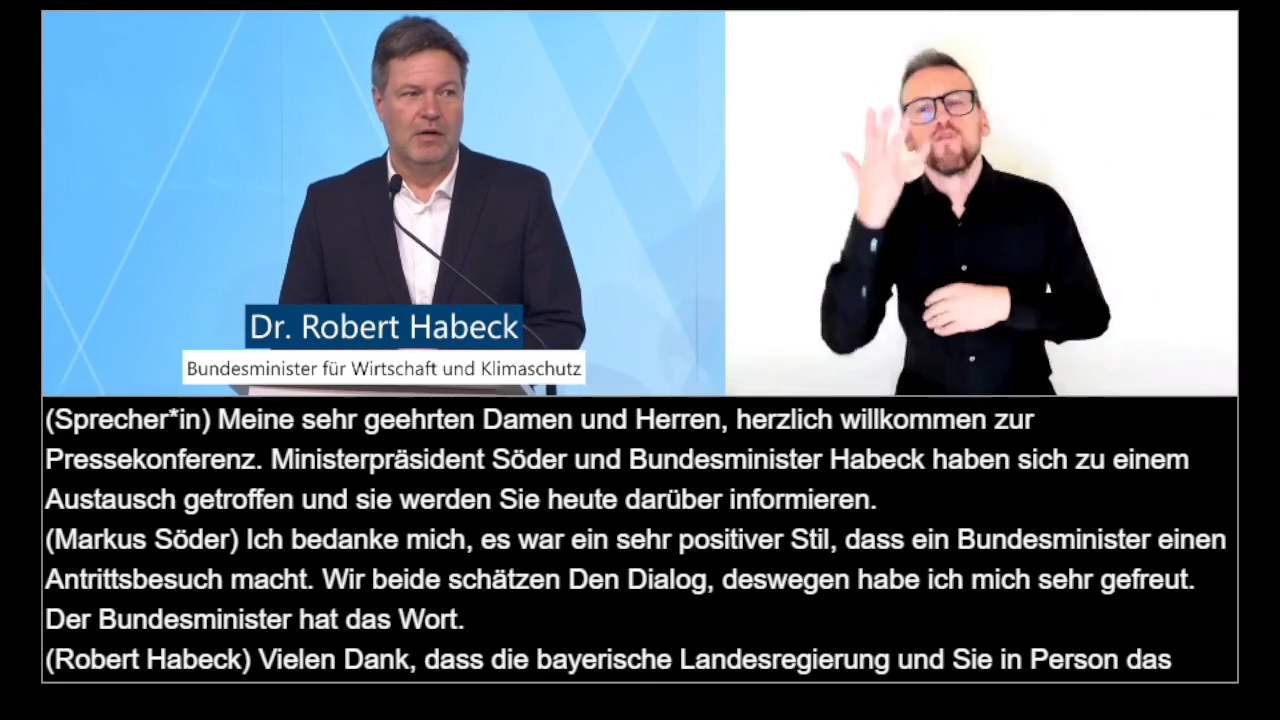 Dr. Robert Habeck
Bundesminister für Wirtschaft und Klimaschutz
(Sprecher*in) Meine sehr geehrten Damen und Herren, herzlich willkommen zur
Pressekonferenz. Ministerpräsident Söder und Bundesminister Habeck haben sich zu einem
Austausch getroffen und sie werden Sie heute darüber informieren.
(Markus Söder) Ich bedanke mich, es war ein sehr positiver Stil, dass ein Bundesminister einen
Antrittsbesuch macht. Wir beide schätzen Den Dialog, deswegen habe ich mich sehr gefreut.
Der Bundesminister hat das Wort.
(Robert Habeck) Vielen Dank, dass die bayerische Landesregierung und Sie in Person das